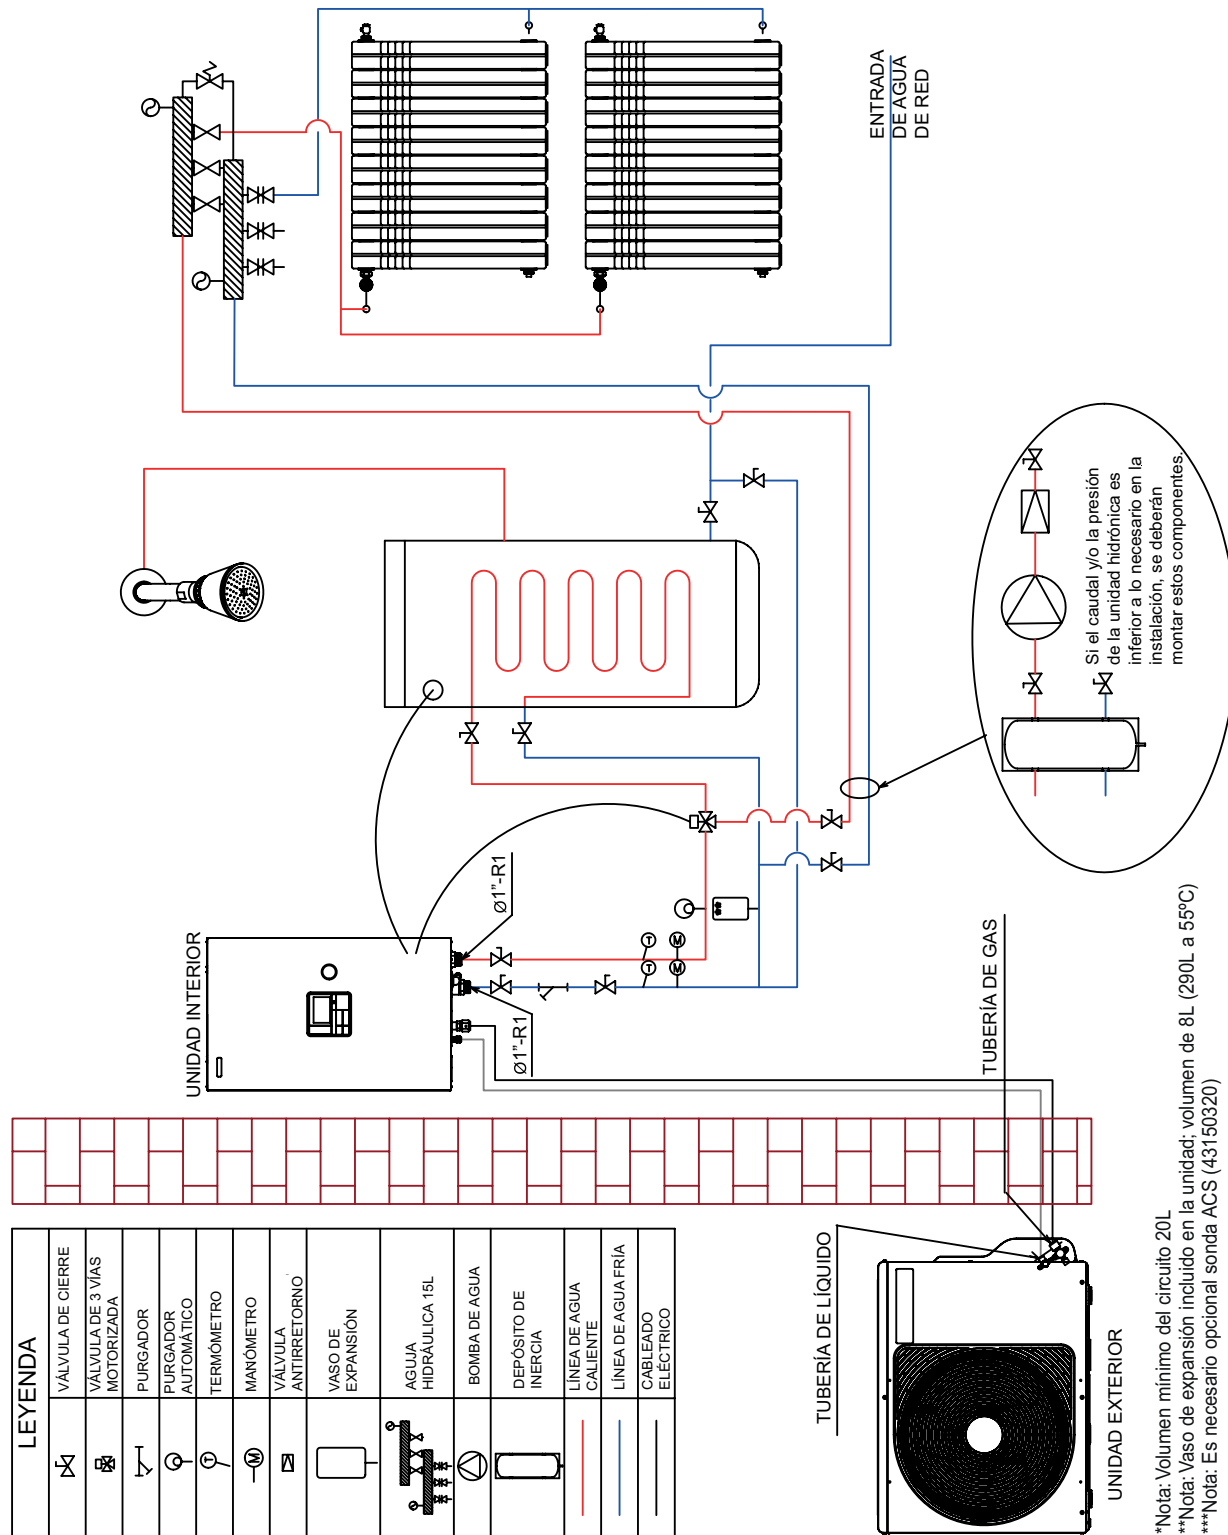 LEYENDA
VÁLVULA DE CIERRE
VÁLVULA DE 3 VÍAS
MOTORIZADA
PURGADOR
PURGADOR
AUTOMÁTICO
T
TERMÓMETRO
M
MANÓMETRO
VÁLVULA
ANTIRRETORNO
VASO DE
EXPANSIÓN
AGUJA
HIDRÁULICA 15L
BOMBA DE AGUA
DEPÓSITO DE
INERCIA
LÍNEA DE AGUA
CALIENTE
LÍNEA DE AGUA FRÍA
CABLEADO
ELÉCTRICO
UNIDAD INTERIOR
Ø1"-R1
Ø1"-R1
T
T
M
M
ENTRADA
DE AGUA
DE RED
Si el caudal y/o la presión
de la unidad hidrónica es
inferior a lo necesario en la
instalación, se deberán
montar estos componentes.
TUBERÍA DE LÍQUIDO
TUBERÍA DE GAS
UNIDAD EXTERIOR
*Nota: Volumen mínimo del circuito 20L
**Nota: Vaso de expansión incluido en la unidad; volumen de 8L (290L a 55ºC)
***Nota: Es necesario opcional sonda ACS (43150320)